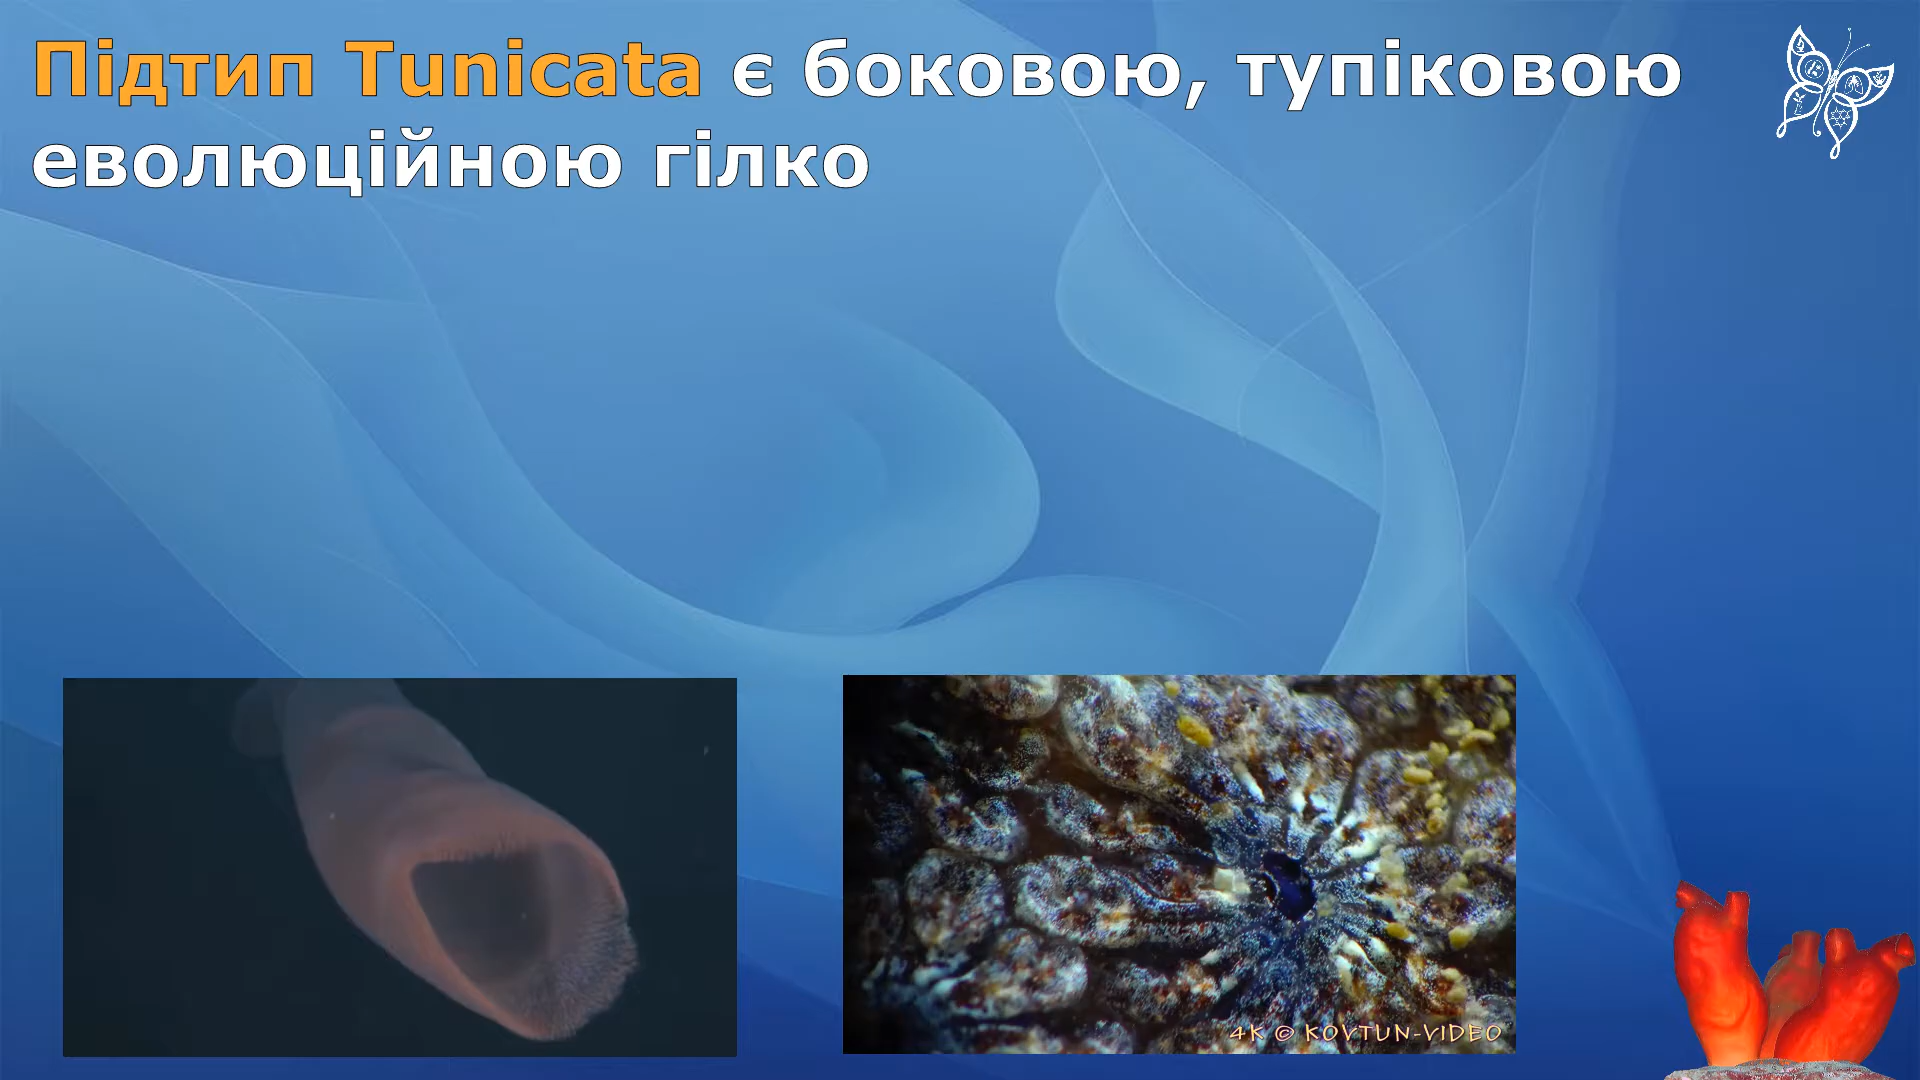 Підтип Tunicata є боковою, тупіковою
еволюційною гілко
4K © KOVTUN-VIDEO